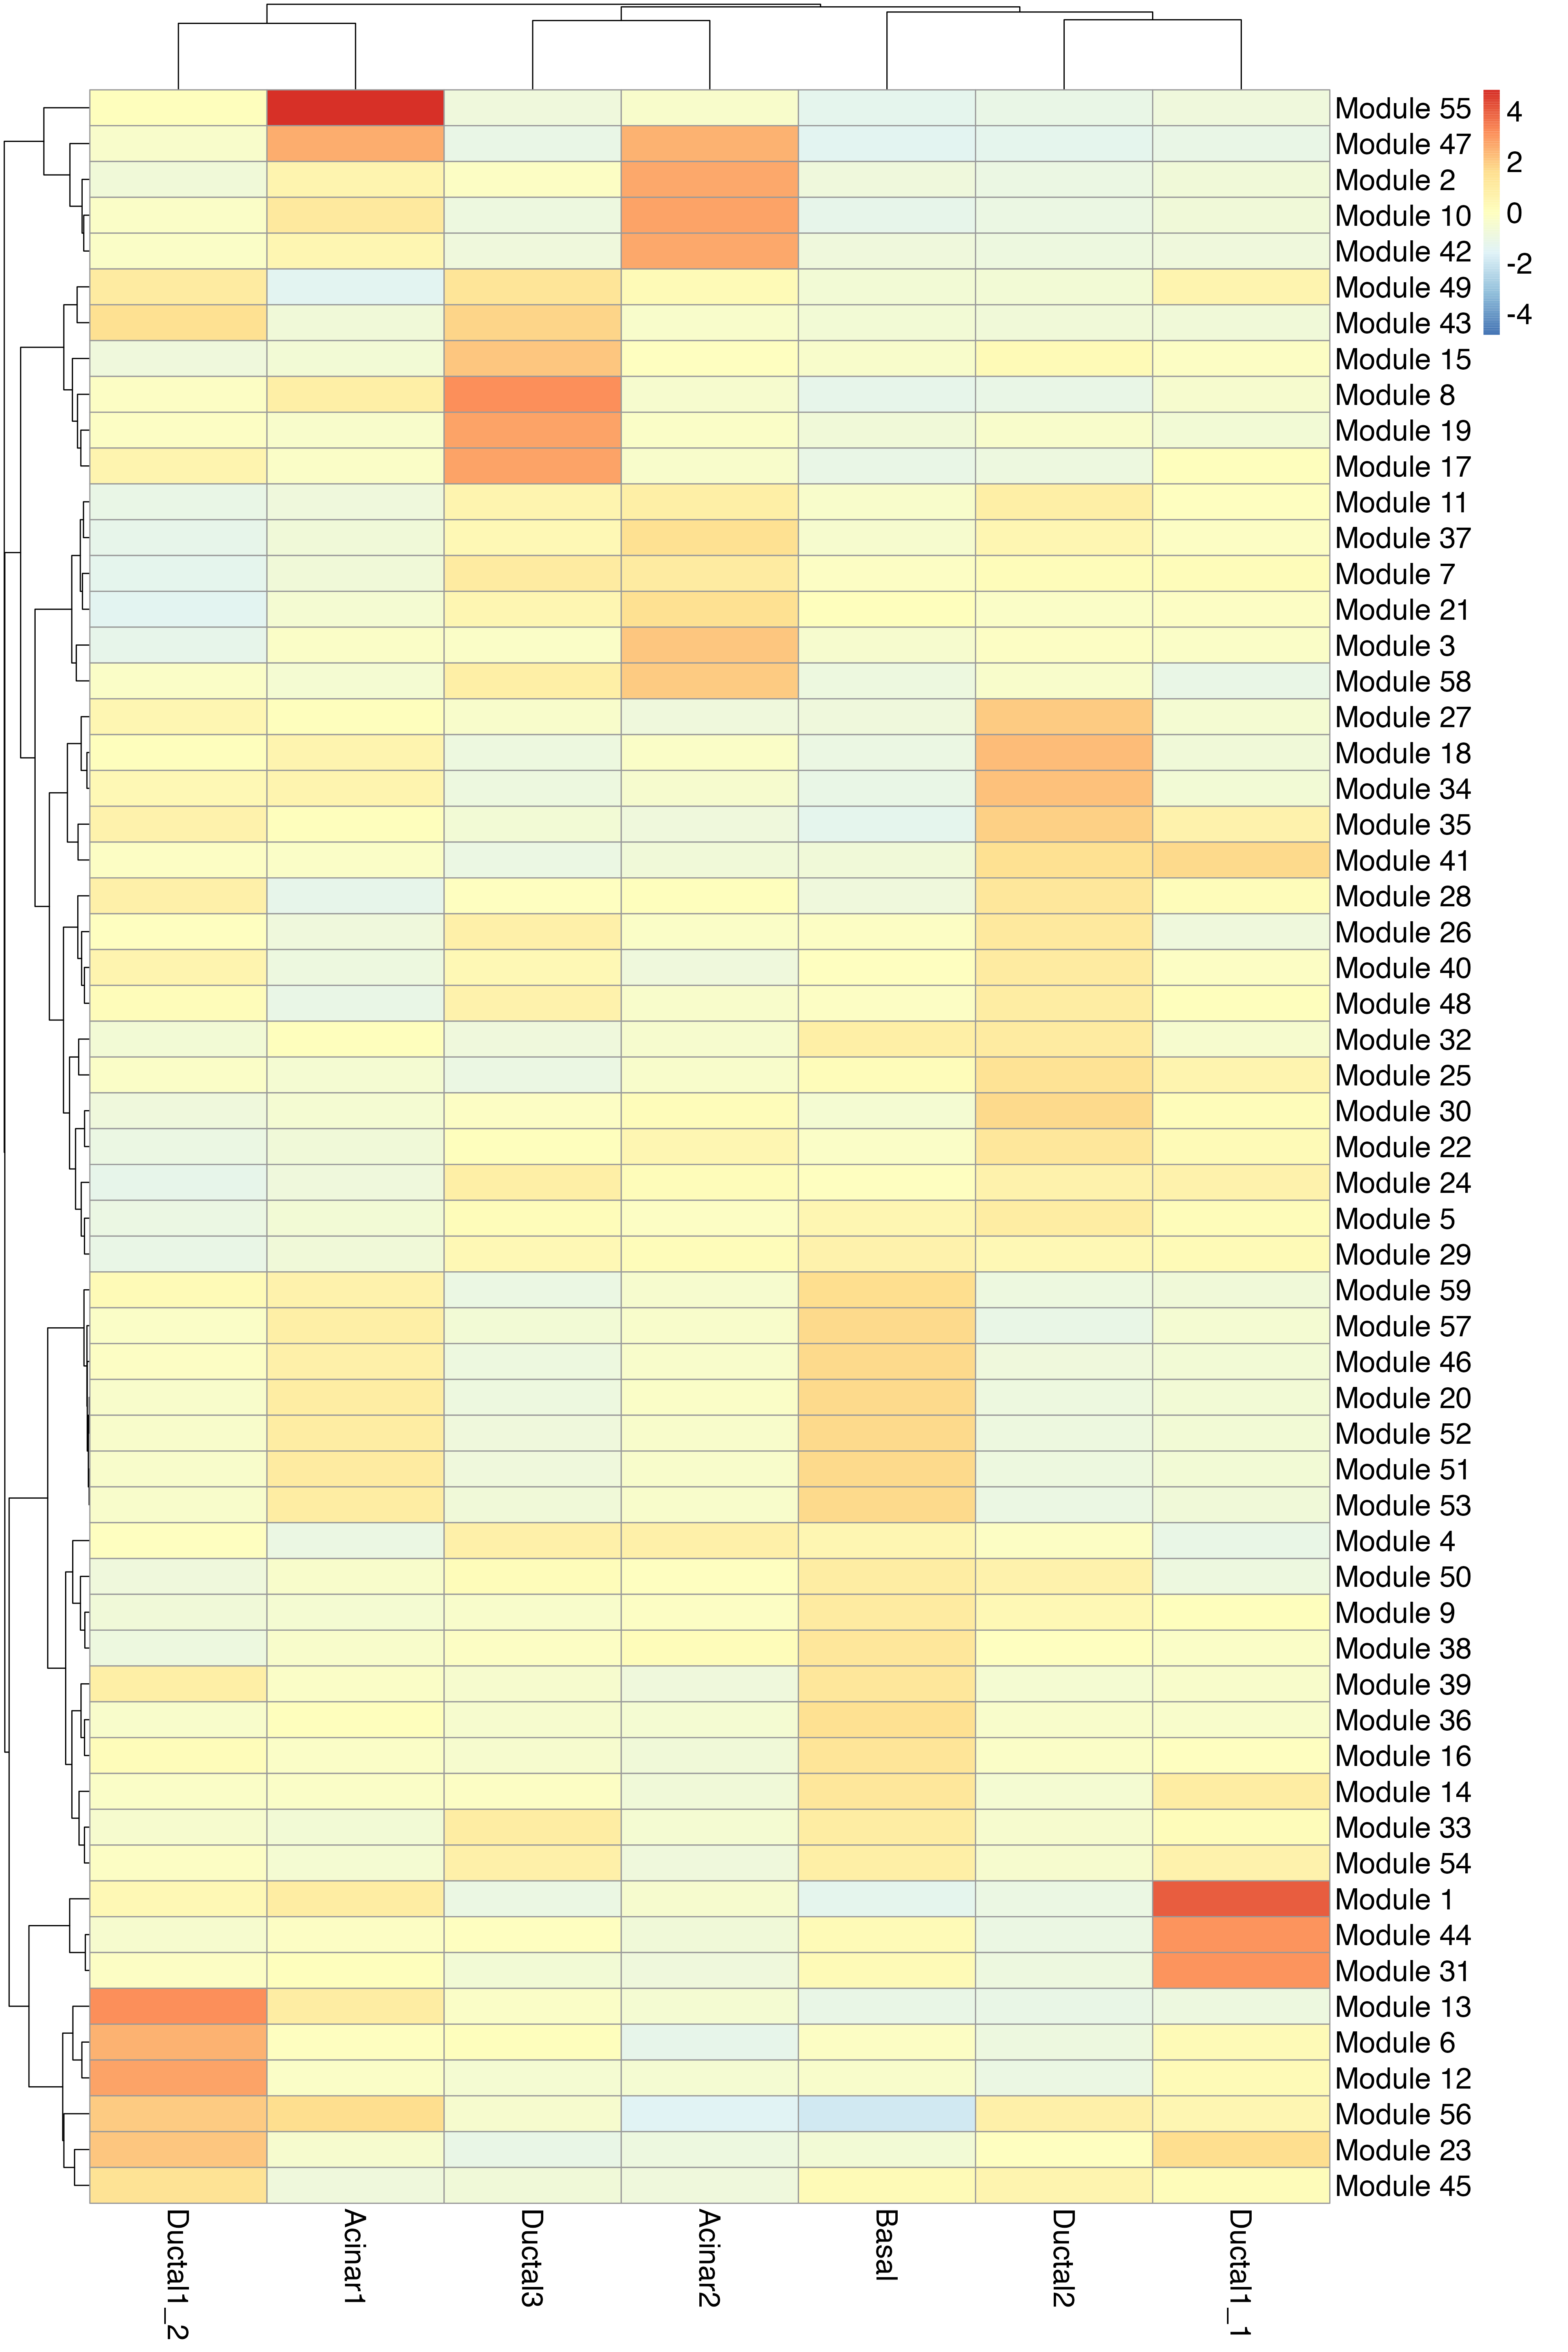 Module 55
Module 47
Module 2
Module 10
Module 42
Module 49
Module 43
Module 15
Module 8
Module 19
Module 17
Module 11
Module 37
Module 7
Module 21
Module 3
Module 58
Module 27
Module 18
Module 34
Module 35
Module 41
Module 28
Module 26
Module 40
Module 48
Module 32
Module 25
Module 30
Module 22
Module 24
Module 5
Module 29
Module 59
Module 57
Module 46
Module 20
Module 52
Module 51
Module 53
Module 4
Module 50
Module 9
Module 38
Module 39
Module 36
Module 16
Module 14
Module 33
Module 54
Module 1
Module 44
Module 31
Module 13
Module 6
Module 12
Module 56
Module 23
Module 45
4
2
0
-2
-4
Ductal1_2
Acinar1
Ductal3
Acinar2
Basal
Ductal2
Ductal1_1